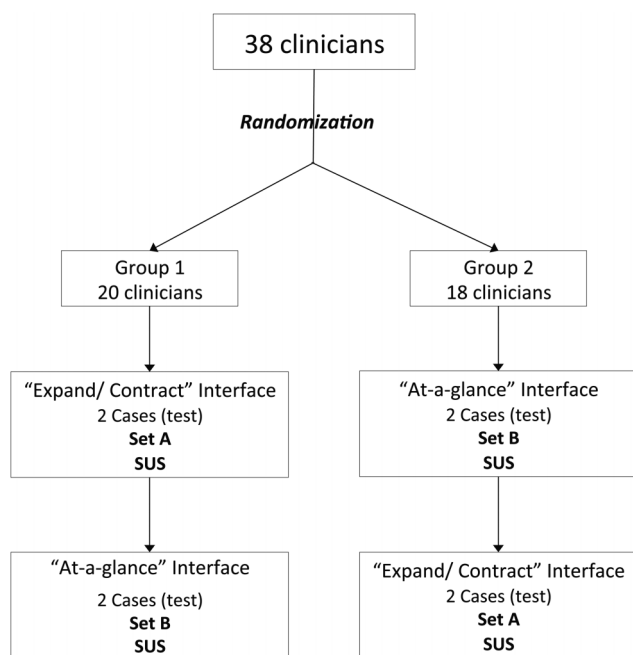 38 clinicians
Randomization
Group 1
20 clinicians
Group 2
18 clinicians
“Expand/ Contract” Interface
2 Cases (test)
Set A
SUS
“At-a-glance” Interface
2 Cases (test)
Set B
SUS
“At-a-glance” Interface
2 Cases (test)
Set B
SUS
“Expand/ Contract” Interface
2 Cases (test)
Set A
SUS